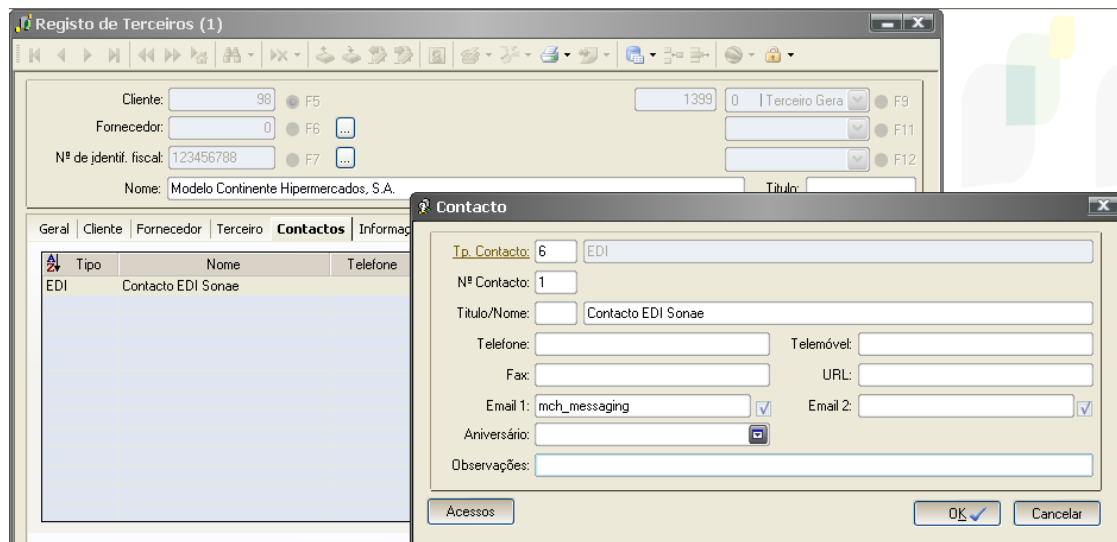 Registo de Terceiros (1)
Cliente: 98 F5 1399 0 Terceiro Gera F9
Fornecedor: 0 F6 ... F11
Nº de identif. fiscal: 123456788 F7 ... F12
Nome: Modelo Continente Hipermercados, S.A. Titulo:
Geral Cliente Fornecedor Terceiro Contactos Informaç
Tipo Nome Telefone
EDI Contacto EDI Sonae
Contacto
Tp. Contacto: 6 EDI
Nº Contacto: 1
Titulo/Nome: Contacto EDI Sonae
Telefone: Telemóvel:
Fax: URL:
Email 1: mch_messaging Email 2:
Aniversário:
Observações:
Acessos OK Cancelar